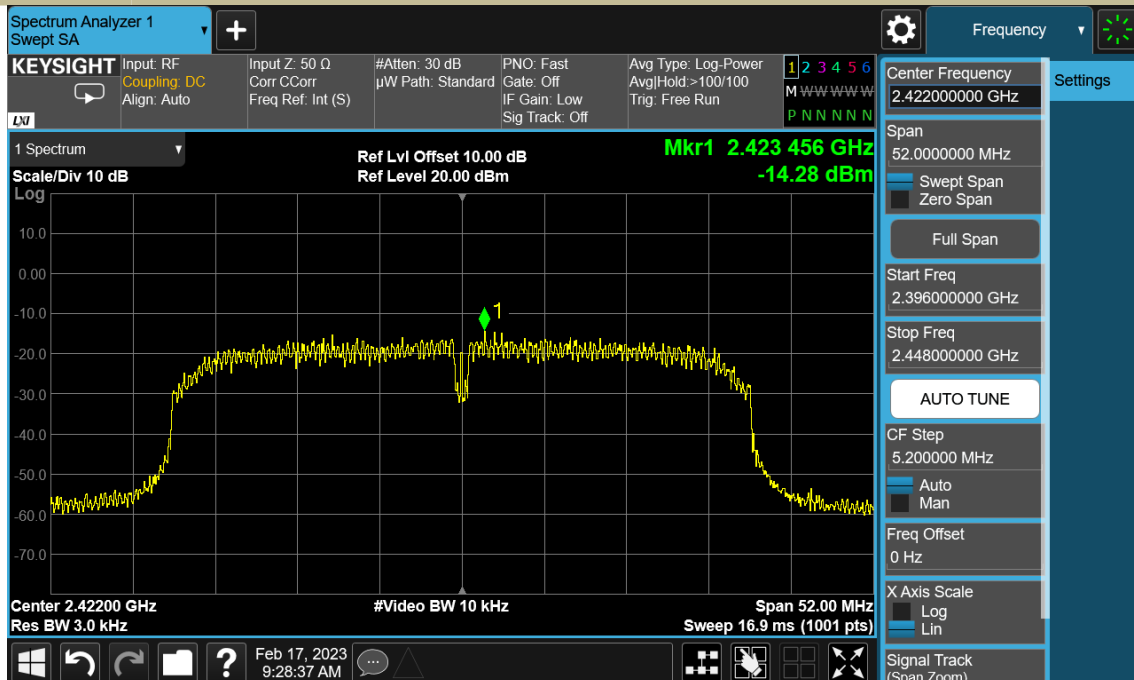 Spectrum Analyzer 1
Swept SA
+
Frequency
KEYSIGHT
LXI
Input: RF
Coupling: DC
Align: Auto
Input Z: 50 Ω
Corr CCorr
Freq Ref: Int (S)
#Atten: 30 dB
µW Path: Standard
PNO: Fast
Gate: Off
IF Gain: Low
Sig Track: Off
Avg Type: Log-Power
Avg|Hold:>100/100
Trig: Free Run
1 2 3 4 5 6
M W W W W W
P N N N N N
1 Spectrum
Scale/Div 10 dB
Ref Lvl Offset 10.00 dB
Ref Level 20.00 dBm
Mkr1 2.423 456 GHz
-14.28 dBm
Log
10.0
0.00
-10.0
-20.0
-30.0
-40.0
-50.0
-60.0
-70.0
1
Center 2.42200 GHz
Res BW 3.0 kHz
#Video BW 10 kHz
Span 52.00 MHz
Sweep 16.9 ms (1001 pts)
Center Frequency
2.422000000 GHz
Span
52.0000000 MHz
Swept Span
Zero Span
Full Span
Start Freq
2.396000000 GHz
Stop Freq
2.448000000 GHz
AUTO TUNE
CF Step
5.200000 MHz
Auto
Man
Freq Offset
0 Hz
X Axis Scale
Log
Lin
Signal Track
(Span Zoom)
Settings
?
Feb 17, 2023
9:28:37 AM